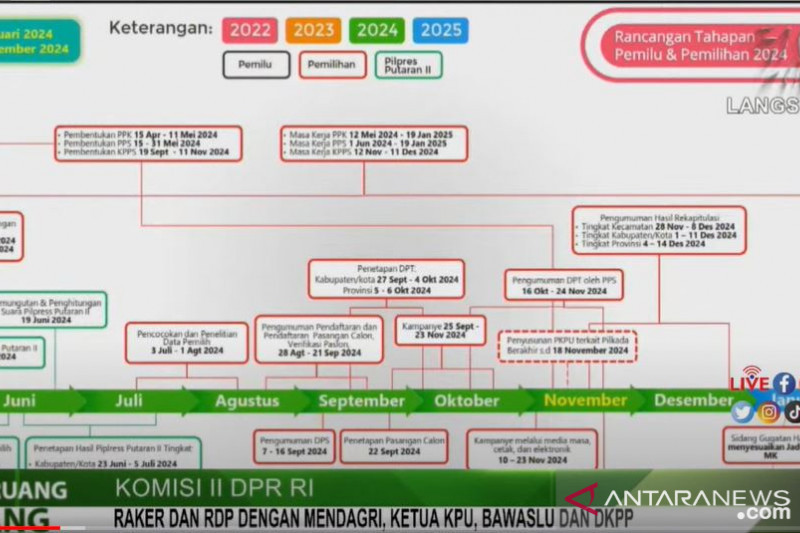 uari 2024
ember 2024
Keterangan:
2022
2023
2024
2025
Pemilu
Pemilihan
Pilpres
Putaran II
Rancangan Tahapan
Pemilu & Pemilihan 2024
LANGS
• Pembentukan PPK 15 Apr - 11 Mei 2024
• Pembentukan PPS 15 - 31 Mei 2024
• Pembentukan KPPS 19 Sept - 11 Nov 2024
• Masa Kerja PPK 12 Mei 2024 - 19 Jan 2025
• Masa Kerja PPS 1 Jun 2024 - 19 Jan 2025
• Masa Kerja KPPS 12 Nov - 11 Des 2024
Pengumuman Hasil Rekapitulasi
• Tingkat Kecamatan 28 Nov - 8 Des 2024
• Tingkat Kabupaten/Kota 1 - 11 Des 2024
• Tingkat Provinsi 4 - 14 Des 2024
ngan
2024
2024
Penetapan DPT:
Kabupaten/kota 27 Sept - 4 Okt 2024
Provinsi 5 - 6 Okt 2024
Pengumuman DPT oleh PPS
16 Okt - 24 Nov 2024
mungutan & Penghitungan
Suara Pilpress Putaran II
19 Juni 2024
Putaran II
2024
Pencocokan dan Penelitian
Data Pemilih
3 Juli - 1 Agt 2024
Pengumuman Pendaftaran dan
Pendaftaran Pasangan Calon,
Verifikasi Paslon,
28 Agt - 21 Sep 2024
Kampanye 25 Sept -
23 Nov 2024
Penyusunan PKPU terkait Pilkada
Berakhir s.d 18 November 2024
LIVE
Juni
Juli
Agustus
September
Oktober
November
Desember
Pengumuman DPS
7 - 16 Sept 2024
Penetapan Pasangan Calon
22 Sept 2024
Kampanye melalui media masa,
cetak, dan elektronik
10 - 23 Nov 2024
Sidang Gugatan Ha
menyesuaikan Jad
MK
ilih
Penetapan Hasil Pilpress Putaran II Tingkat:
• Kabupaten/Kota 23 Juni - 5 Juli 2024
RUANG
NG
KOMISI II DPR RI
RAKER DAN RDP DENGAN MENDAGRI, KETUA KPU, BAWASLU DAN DKPP
ANTARANEWS
.com